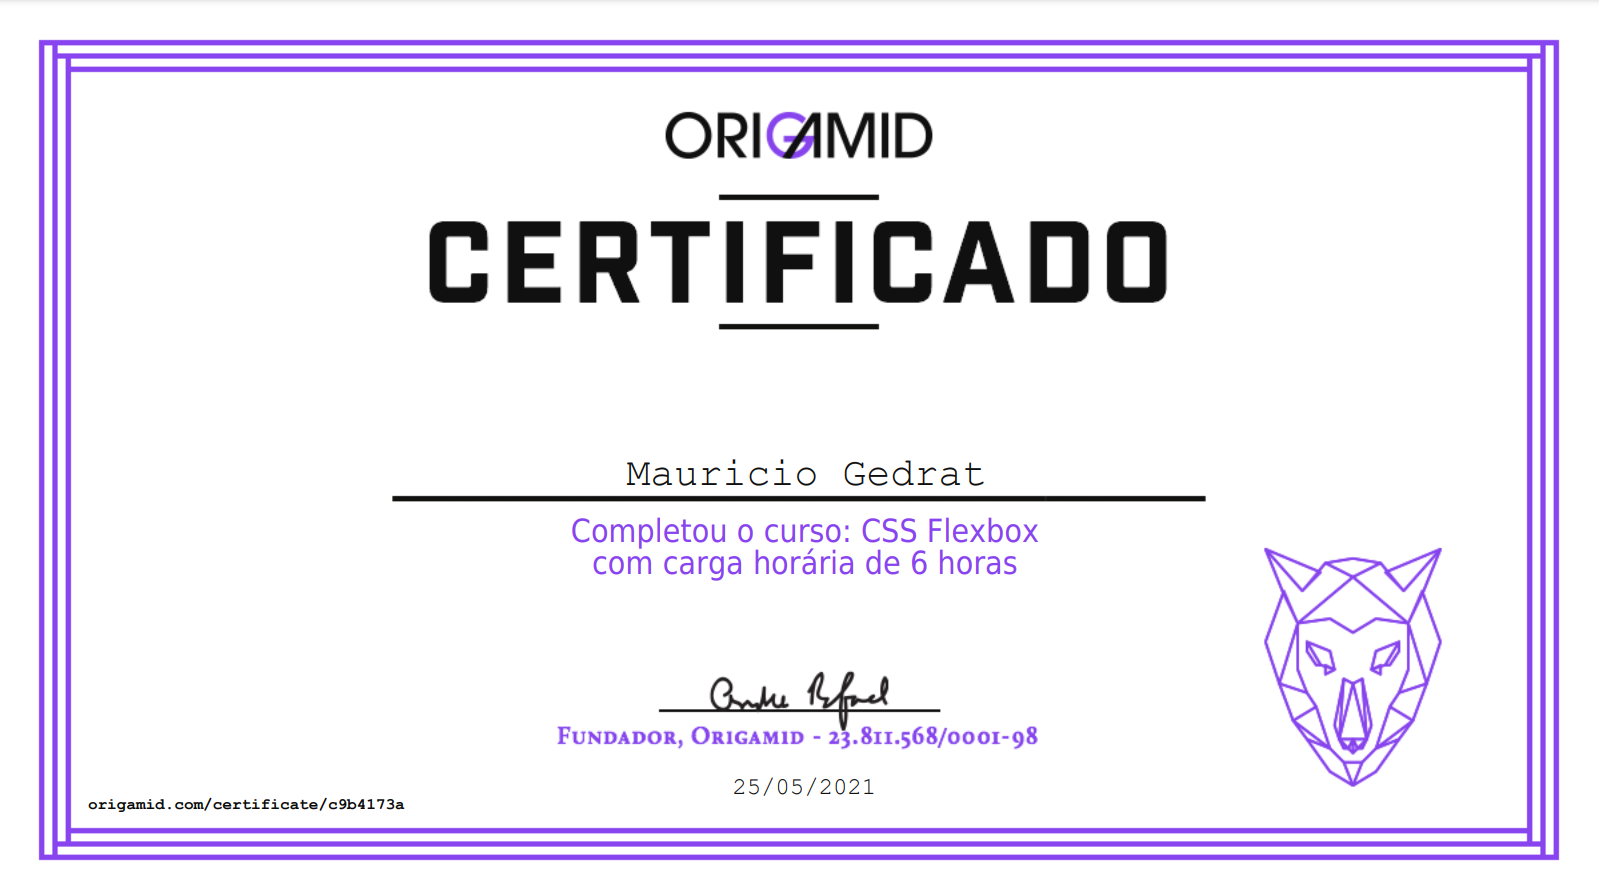 ORIGAMID
CERTIFICADO
Mauricio Gedrat
Completou o curso: CSS Flexbox
com carga horária de 6 horas
Andre Rafael
Fundador, Origamid - 23.811.568/0001-98
25/05/2021
origamid.com/certificate/c9b4173a